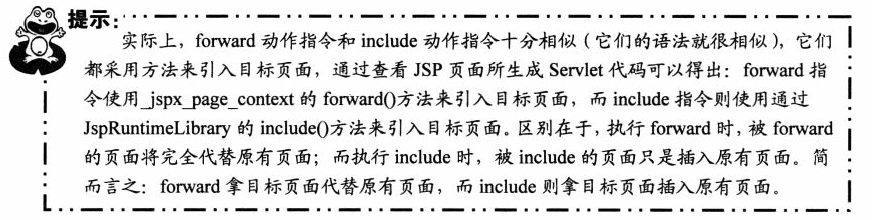 提示:
实际上，forward 动作指令和 include 动作指令十分相似（它们的语法就很相似），它们
都采用方法来引入目标页面，通过查看 JSP 页面所生成 Servlet 代码可以得出：forward 指
令使用_jspx_page_context 的 forward()方法来引入目标页面，而 include 指令则使用通过
JspRuntimeLibrary 的 include()方法来引入目标页面。区别在于，执行 forward 时，被 forward
的页面将完全代替原有页面；而执行 include 时，被 include 的页面只是插入原有页面。简
而言之：forward 拿目标页面代替原有页面，而 include 则拿目标页面插入原有页面。